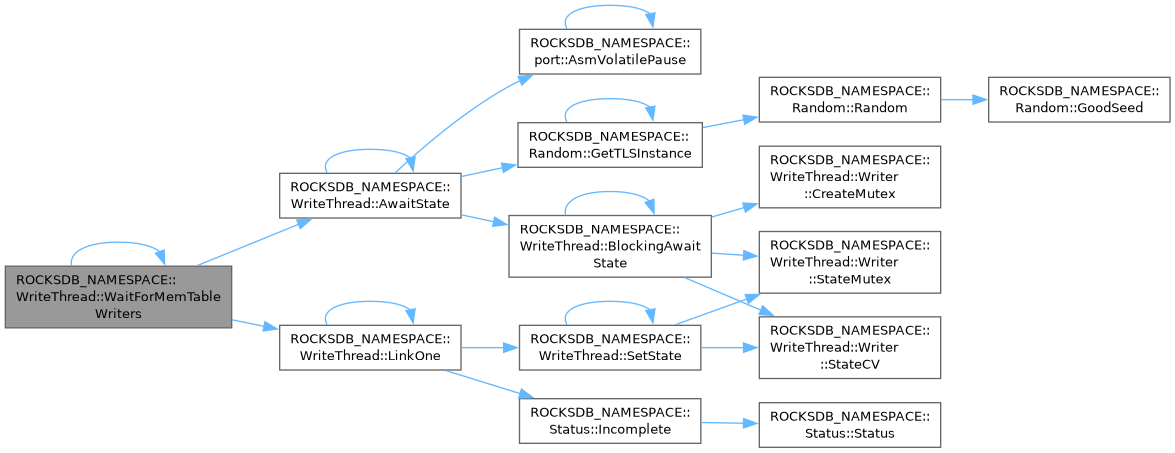 ROCKSDB_NAMESPACE::
WriteThread::WaitForMemTable
Writers
ROCKSDB_NAMESPACE::
WriteThread::AwaitState
ROCKSDB_NAMESPACE::
port::AsmVolatilePause
ROCKSDB_NAMESPACE::
Random::GetTLSInstance
ROCKSDB_NAMESPACE::
Random::Random
ROCKSDB_NAMESPACE::
Random::GoodSeed
ROCKSDB_NAMESPACE::
WriteThread::BlockingAwait
State
ROCKSDB_NAMESPACE::
WriteThread::Writer
::CreateMutex
ROCKSDB_NAMESPACE::
WriteThread::Writer
::StateMutex
ROCKSDB_NAMESPACE::
WriteThread::Writer
::StateCV
ROCKSDB_NAMESPACE::
WriteThread::LinkOne
ROCKSDB_NAMESPACE::
WriteThread::SetState
ROCKSDB_NAMESPACE::
Status::Incomplete
ROCKSDB_NAMESPACE::
Status::Status